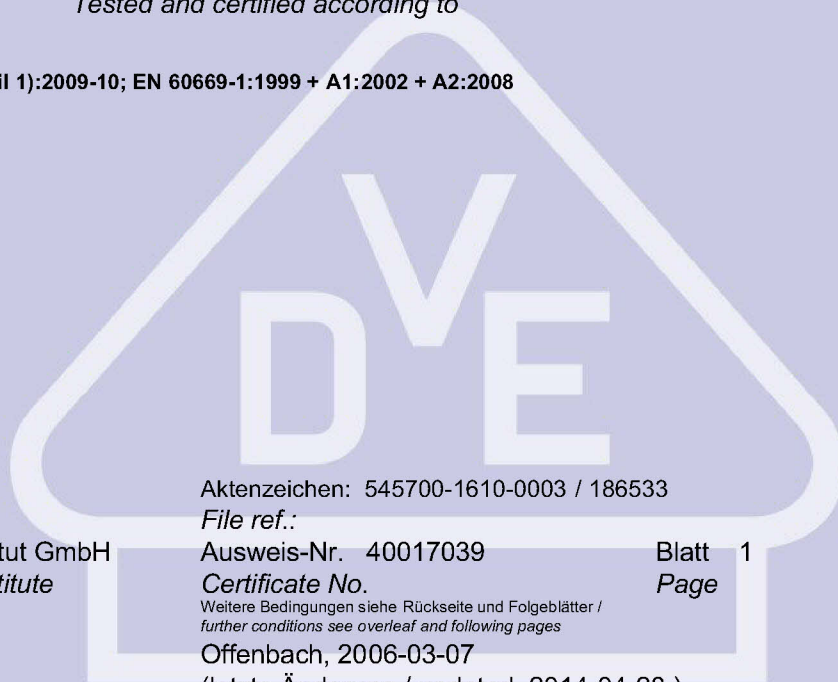 Tested and certified according to
il 1):2009-10; EN 60669-1:1999 + A1:2002 + A2:2008
VDE
Aktenzeichen: 545700-1610-0003 / 186533
File ref.:
tut GmbH Ausweis-Nr. 40017039 Blatt 1
titute Certificate No. Page
Weitere Bedingungen siehe Rückseite und Folgeblätter /
further conditions see overleaf and following pages
Offenbach, 2006-03-07